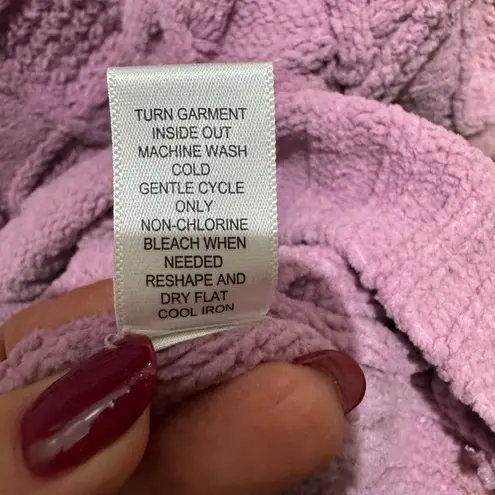 TURN GARMENT
INSIDE OUT
MACHINE WASH
COLD
GENTLE CYCLE
ONLY
NON-CHLORINE
BLEACH WHEN
NEEDED
RESHAPE AND
DRY FLAT
COOL IRON